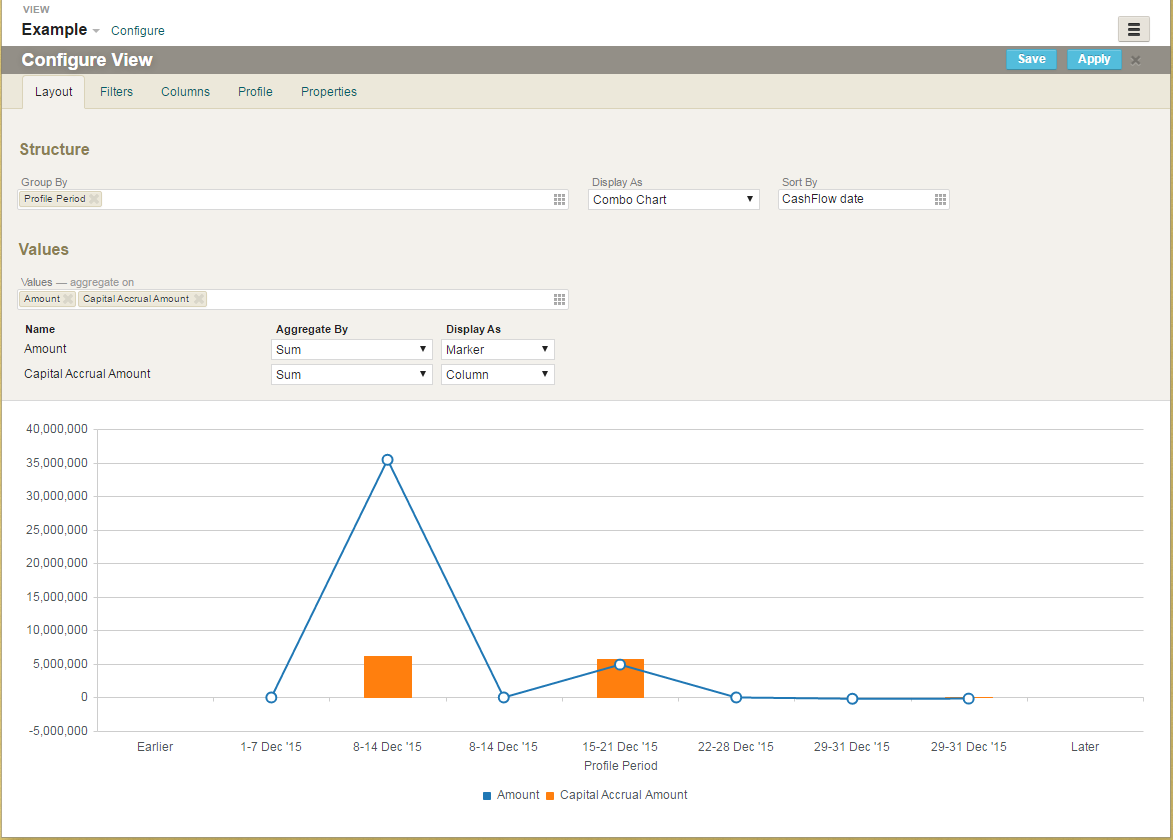 VIEW
Example Configure
Configure View Save Apply
Layout Filters Columns Profile Properties
Structure
Group By Display As Sort By
Profile Period Combo Chart CashFlow date
Values
Values — aggregate on
Amount Capital Accrual Amount
Name Aggregate By Display As
Amount Sum Marker
Capital Accrual Amount Sum Column
40,000,000
35,000,000
30,000,000
25,000,000
20,000,000
15,000,000
10,000,000
5,000,000
0
-5,000,000
Earlier 1-7 Dec '15 8-14 Dec '15 8-14 Dec '15 15-21 Dec '15 22-28 Dec '15 29-31 Dec '15 29-31 Dec '15 Later
Profile Period
Amount Capital Accrual Amount